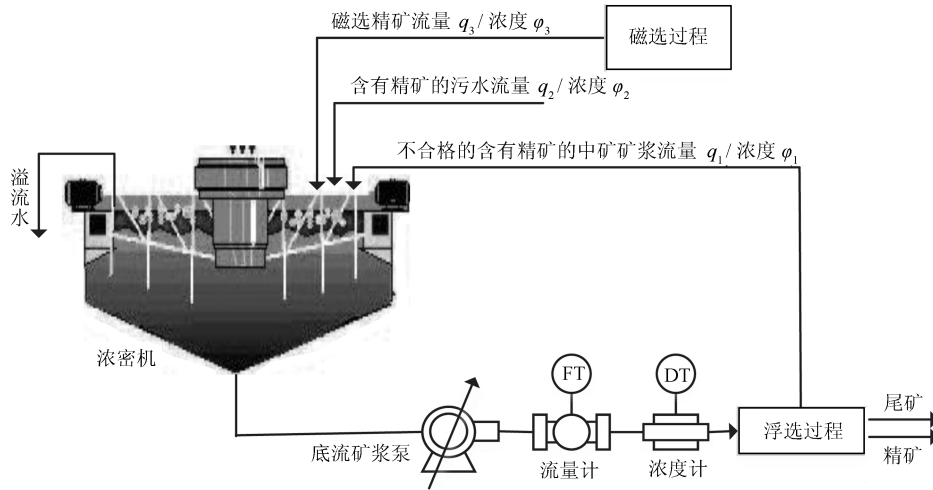 磁选精矿流量 q3/ 浓度 φ3
磁选过程
含有精矿的污水流量 q2/ 浓度 φ2
不合格的含有精矿的中矿矿浆流量 q1/ 浓度 φ1
溢流水
浓密机
FT
DT
底流矿浆泵
流量计
浓度计
浮选过程
尾矿
精矿